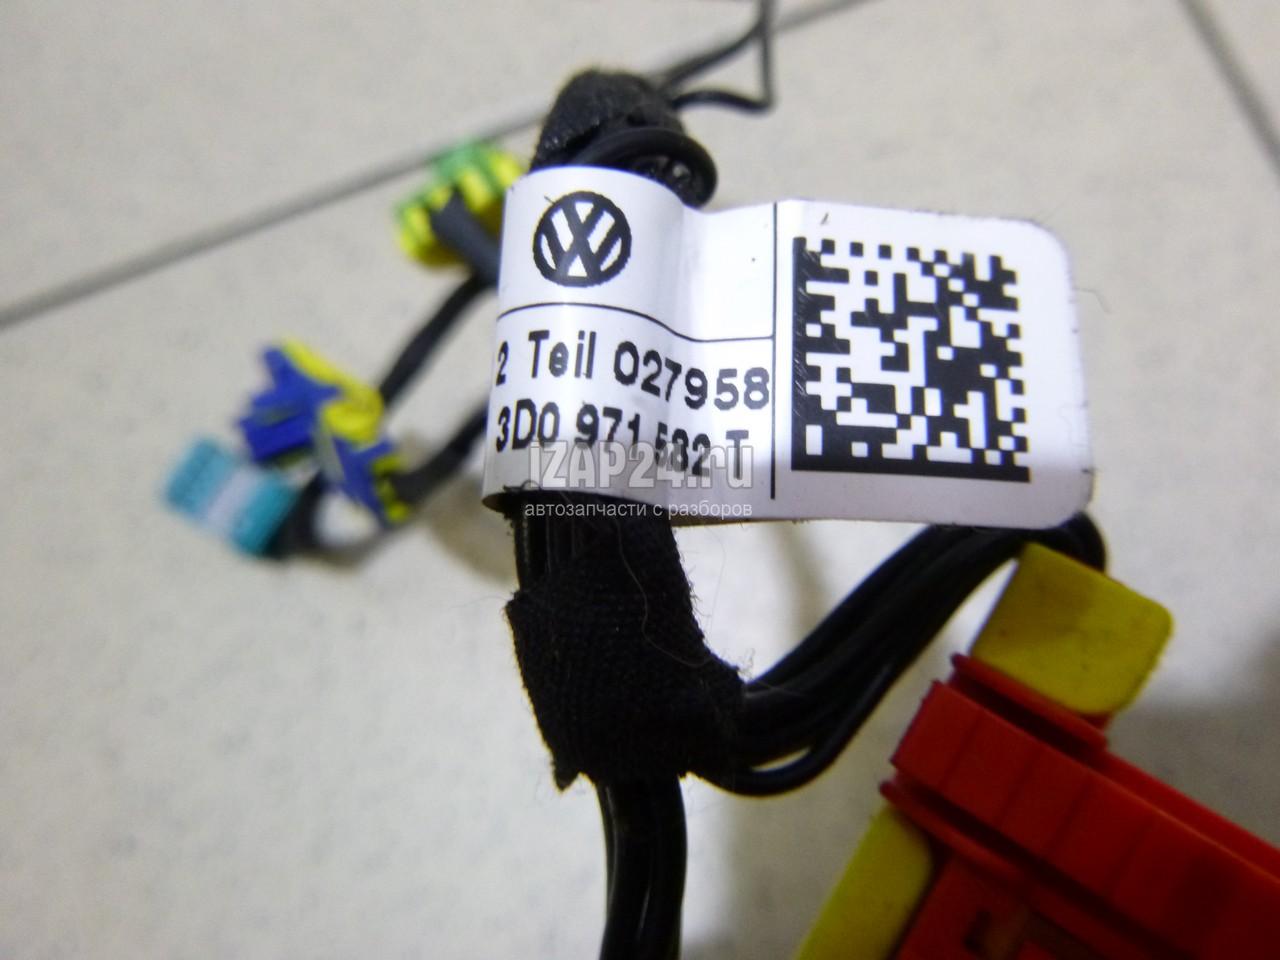 2 Teil 027958
3D0 971 582 T
iZAP24.ru
автозапчасти с разборов